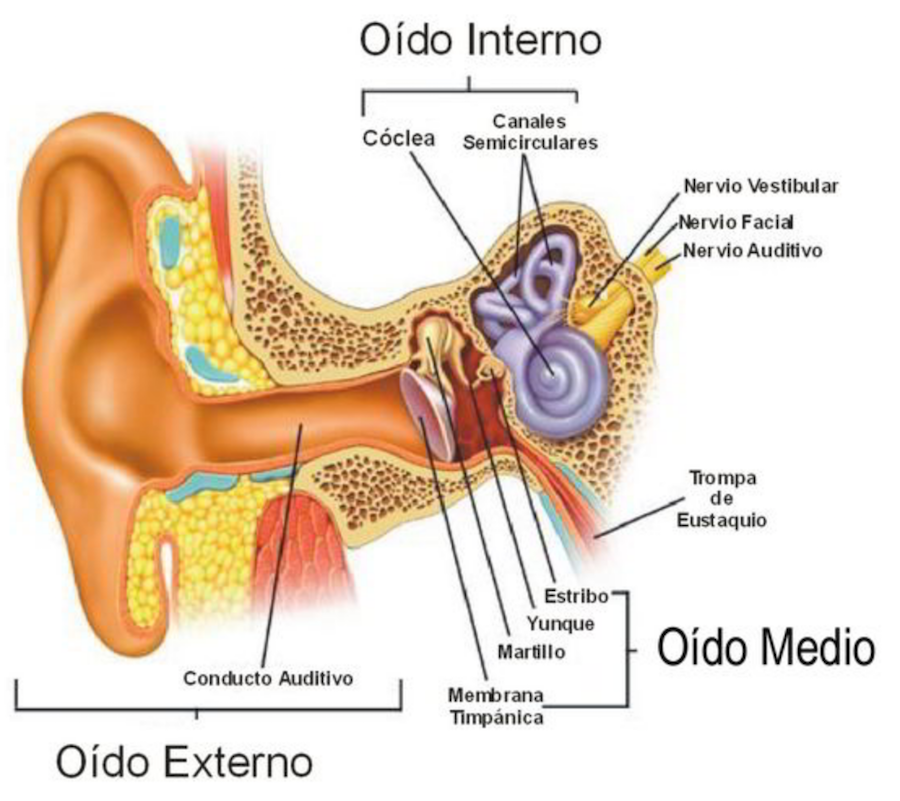 Oído Interno
Cóclea
Canales
Semicirculares
Nervio Vestibular
Nervio Facial
Nervio Auditivo
Trompa
de
Eustaquio
Estribo
Yunque
Martillo
Membrana
Timpánica
Oído Medio
Conducto Auditivo
Oído Externo